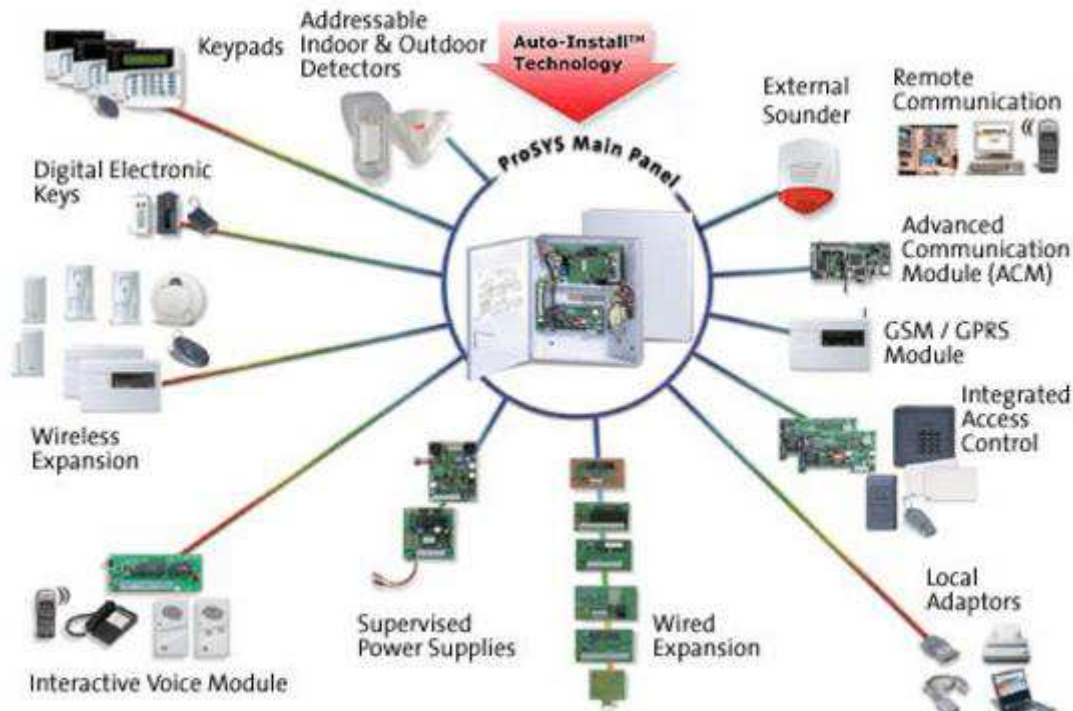 Keypads
Addressable
Indoor & Outdoor
Detectors
Auto-Install™
Technology
ProSYS Main Panel
External
Sounder
Remote
Communication
Digital Electronic
Keys
Advanced
Communication
Module (ACM)
GSM / GPRS
Module
Integrated
Access
Control
Wireless
Expansion
Local
Adaptors
Supervised
Power Supplies
Wired
Expansion
Interactive Voice Module